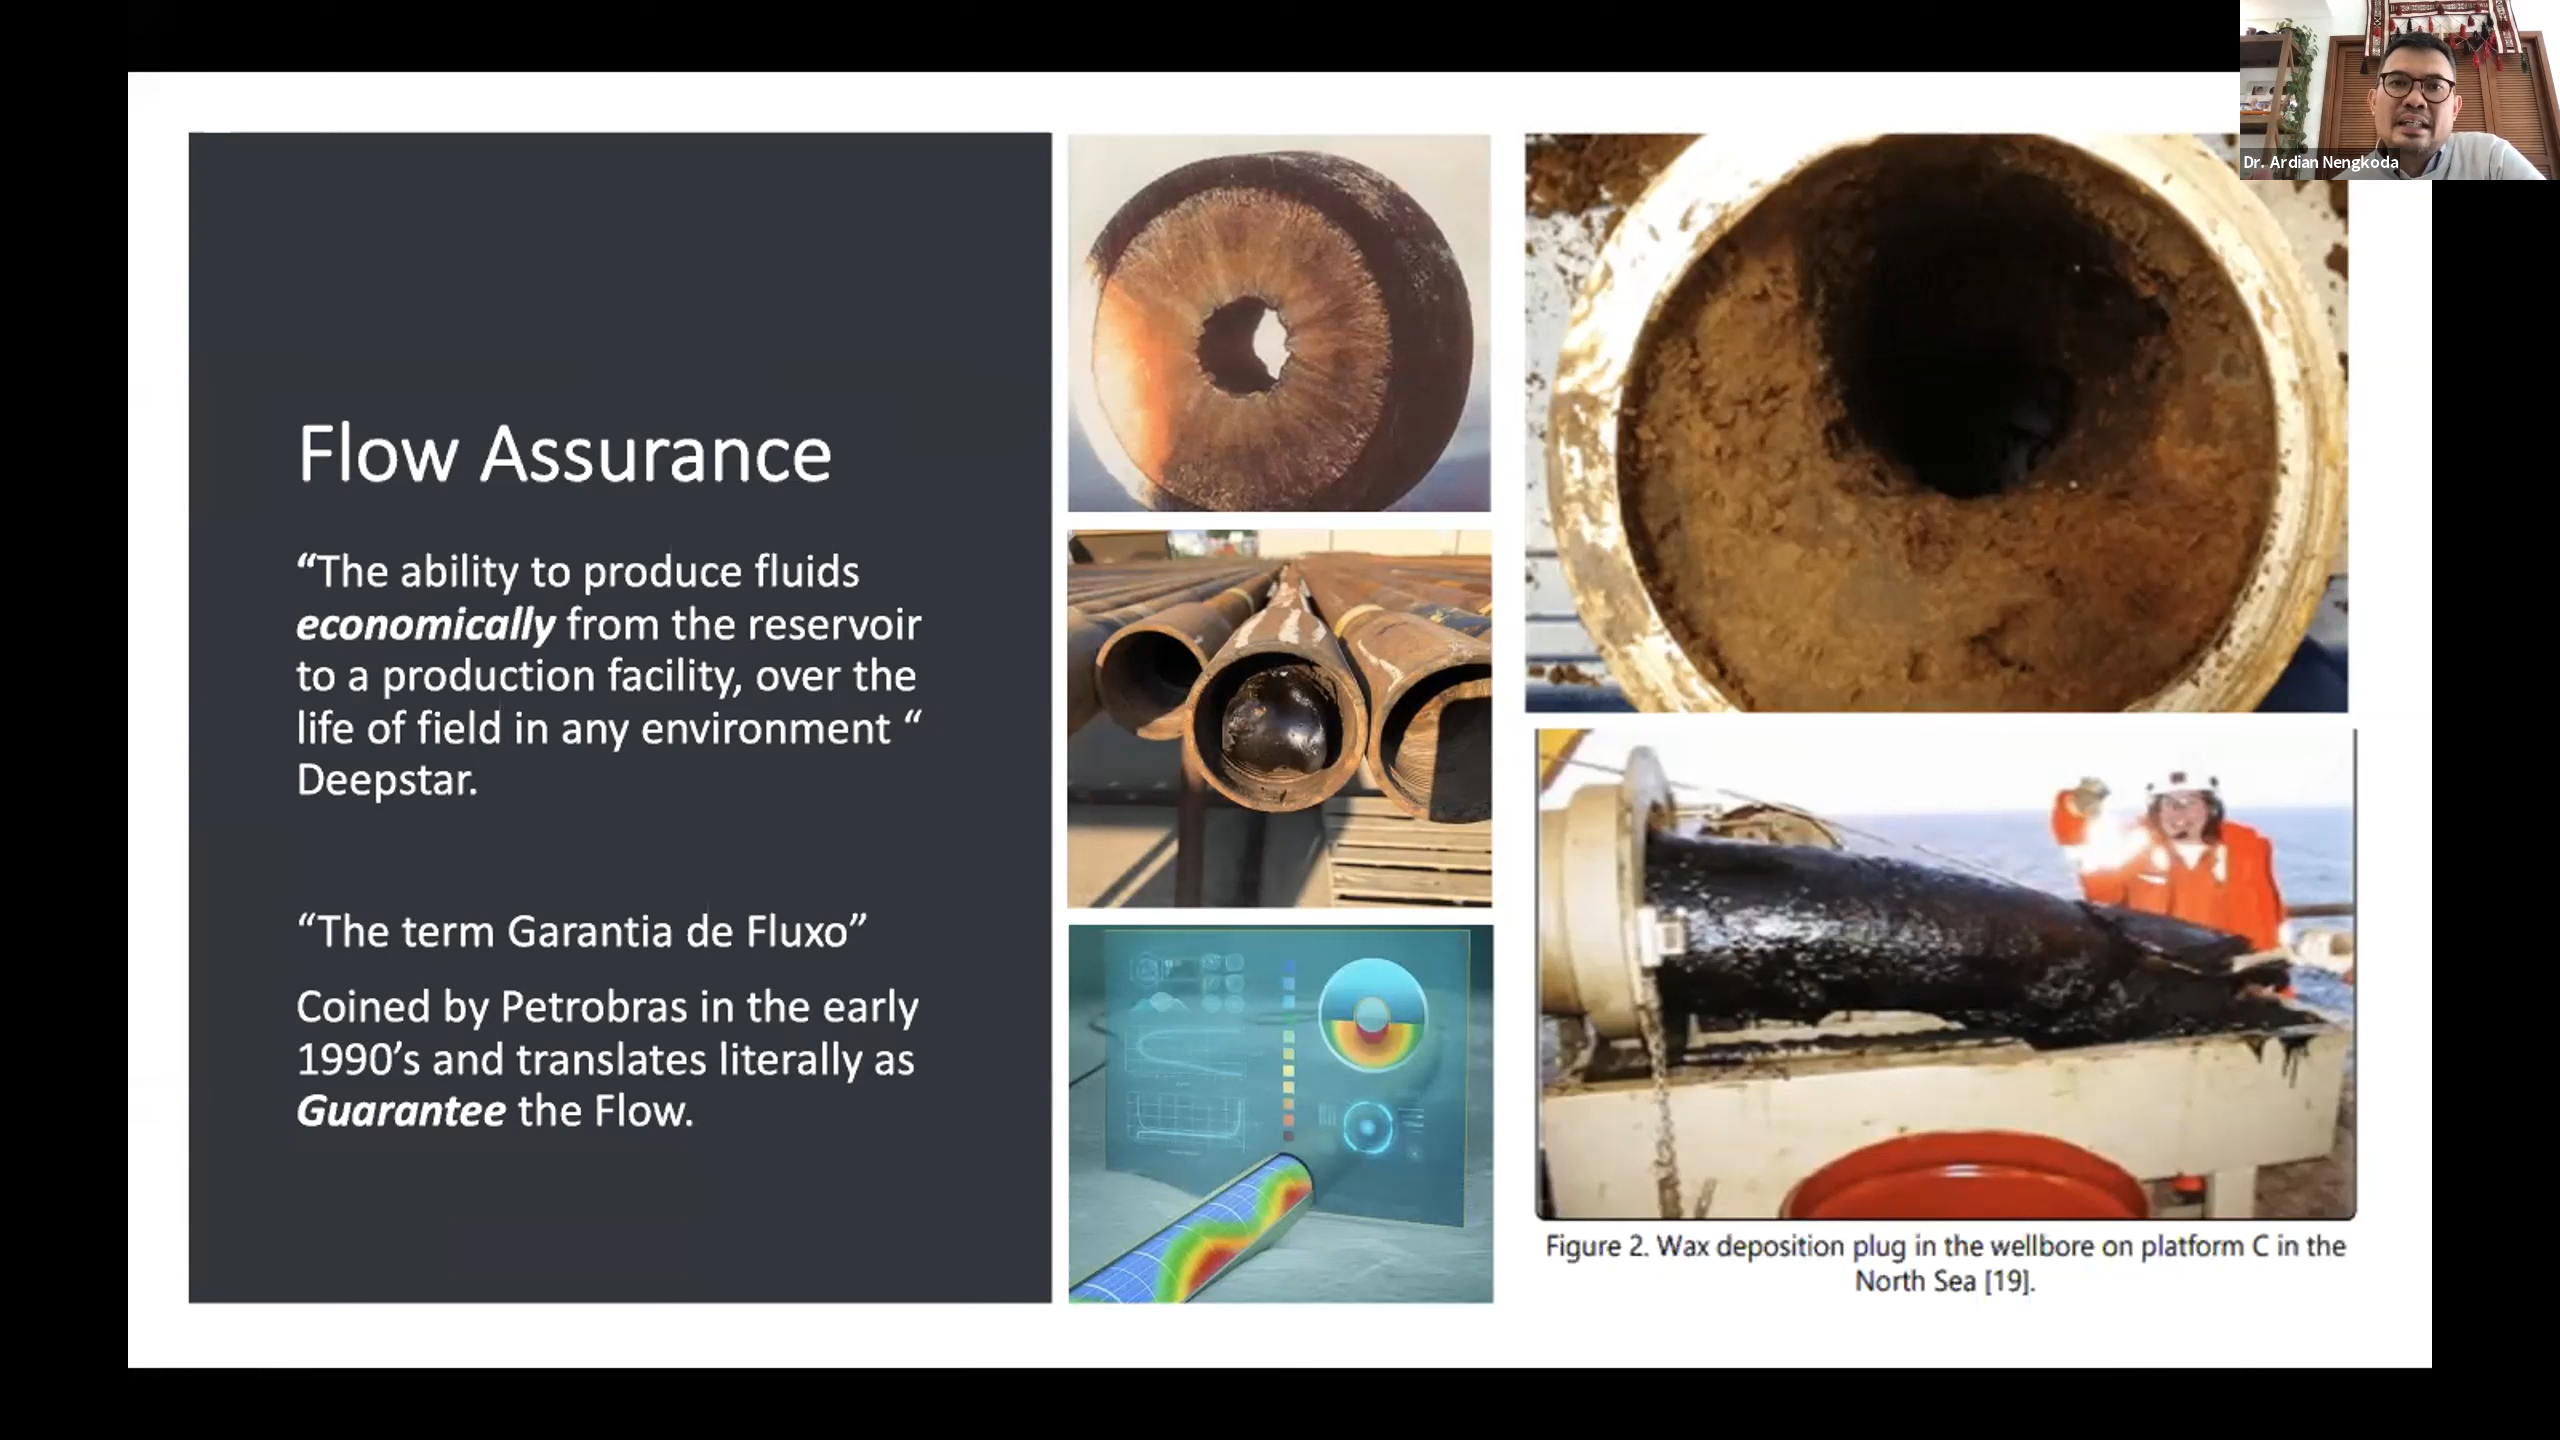 Dr. Ardian Nengkoda
Flow Assurance
“The ability to produce fluids
economically from the reservoir
to a production facility, over the
life of field in any environment “
Deepstar.
“The term Garantia de Fluxo”
Coined by Petrobras in the early
1990’s and translates literally as
Guarantee the Flow.
Figure 2. Wax deposition plug in the wellbore on platform C in the
North Sea [19].